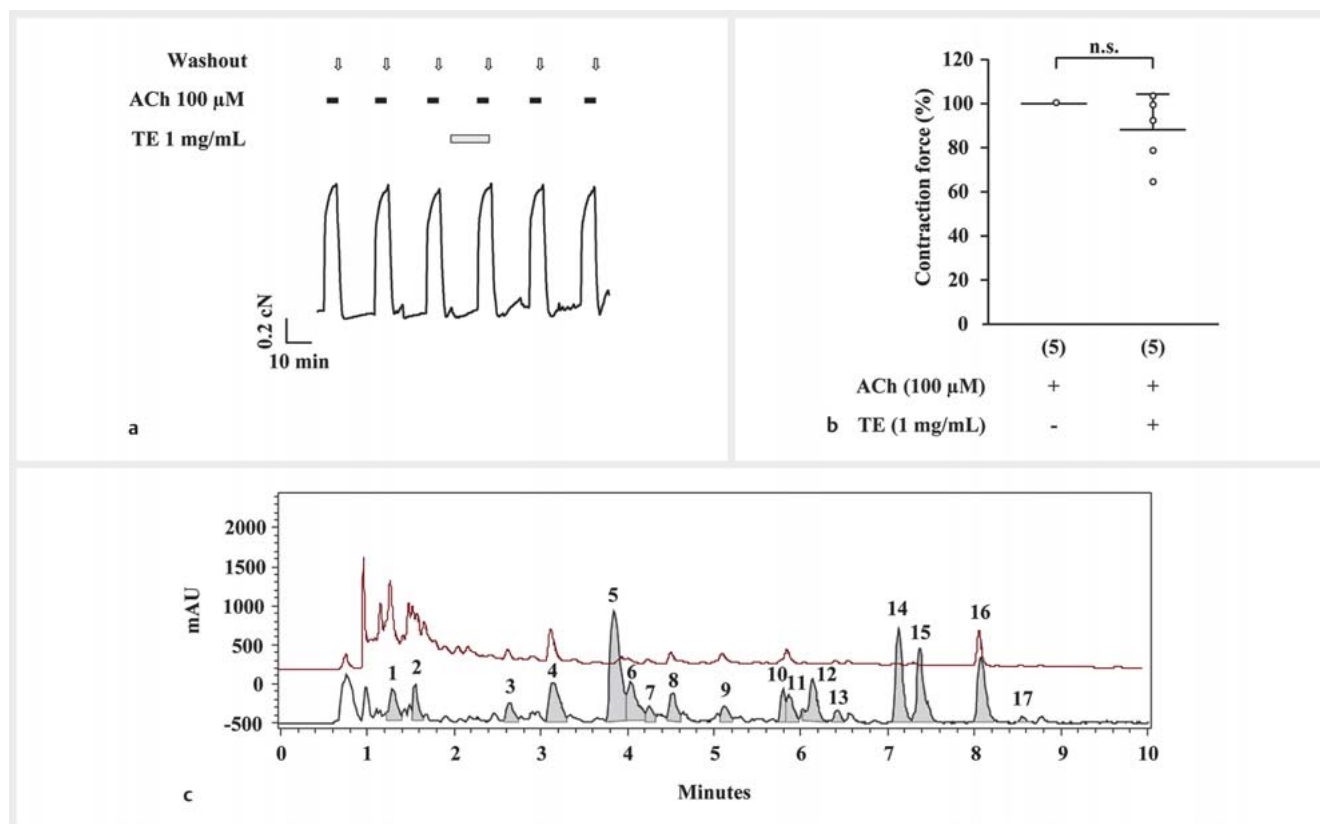 Washout
ACh 100 µM
TE 1 mg/mL
0.2 cN
10 min
a
n.s.
120
100
80
60
40
20
0
Contraction force (%)
(5) (5)
ACh (100 µM) + +
b TE (1 mg/mL) - +
2000
1500
1000
500
0
-500
mAU
1 2 3 4 5 6 7 8 9 10 11 12 13 14 15 16 17
0 1 2 3 4 5 6 7 8 9 10
Minutes
c